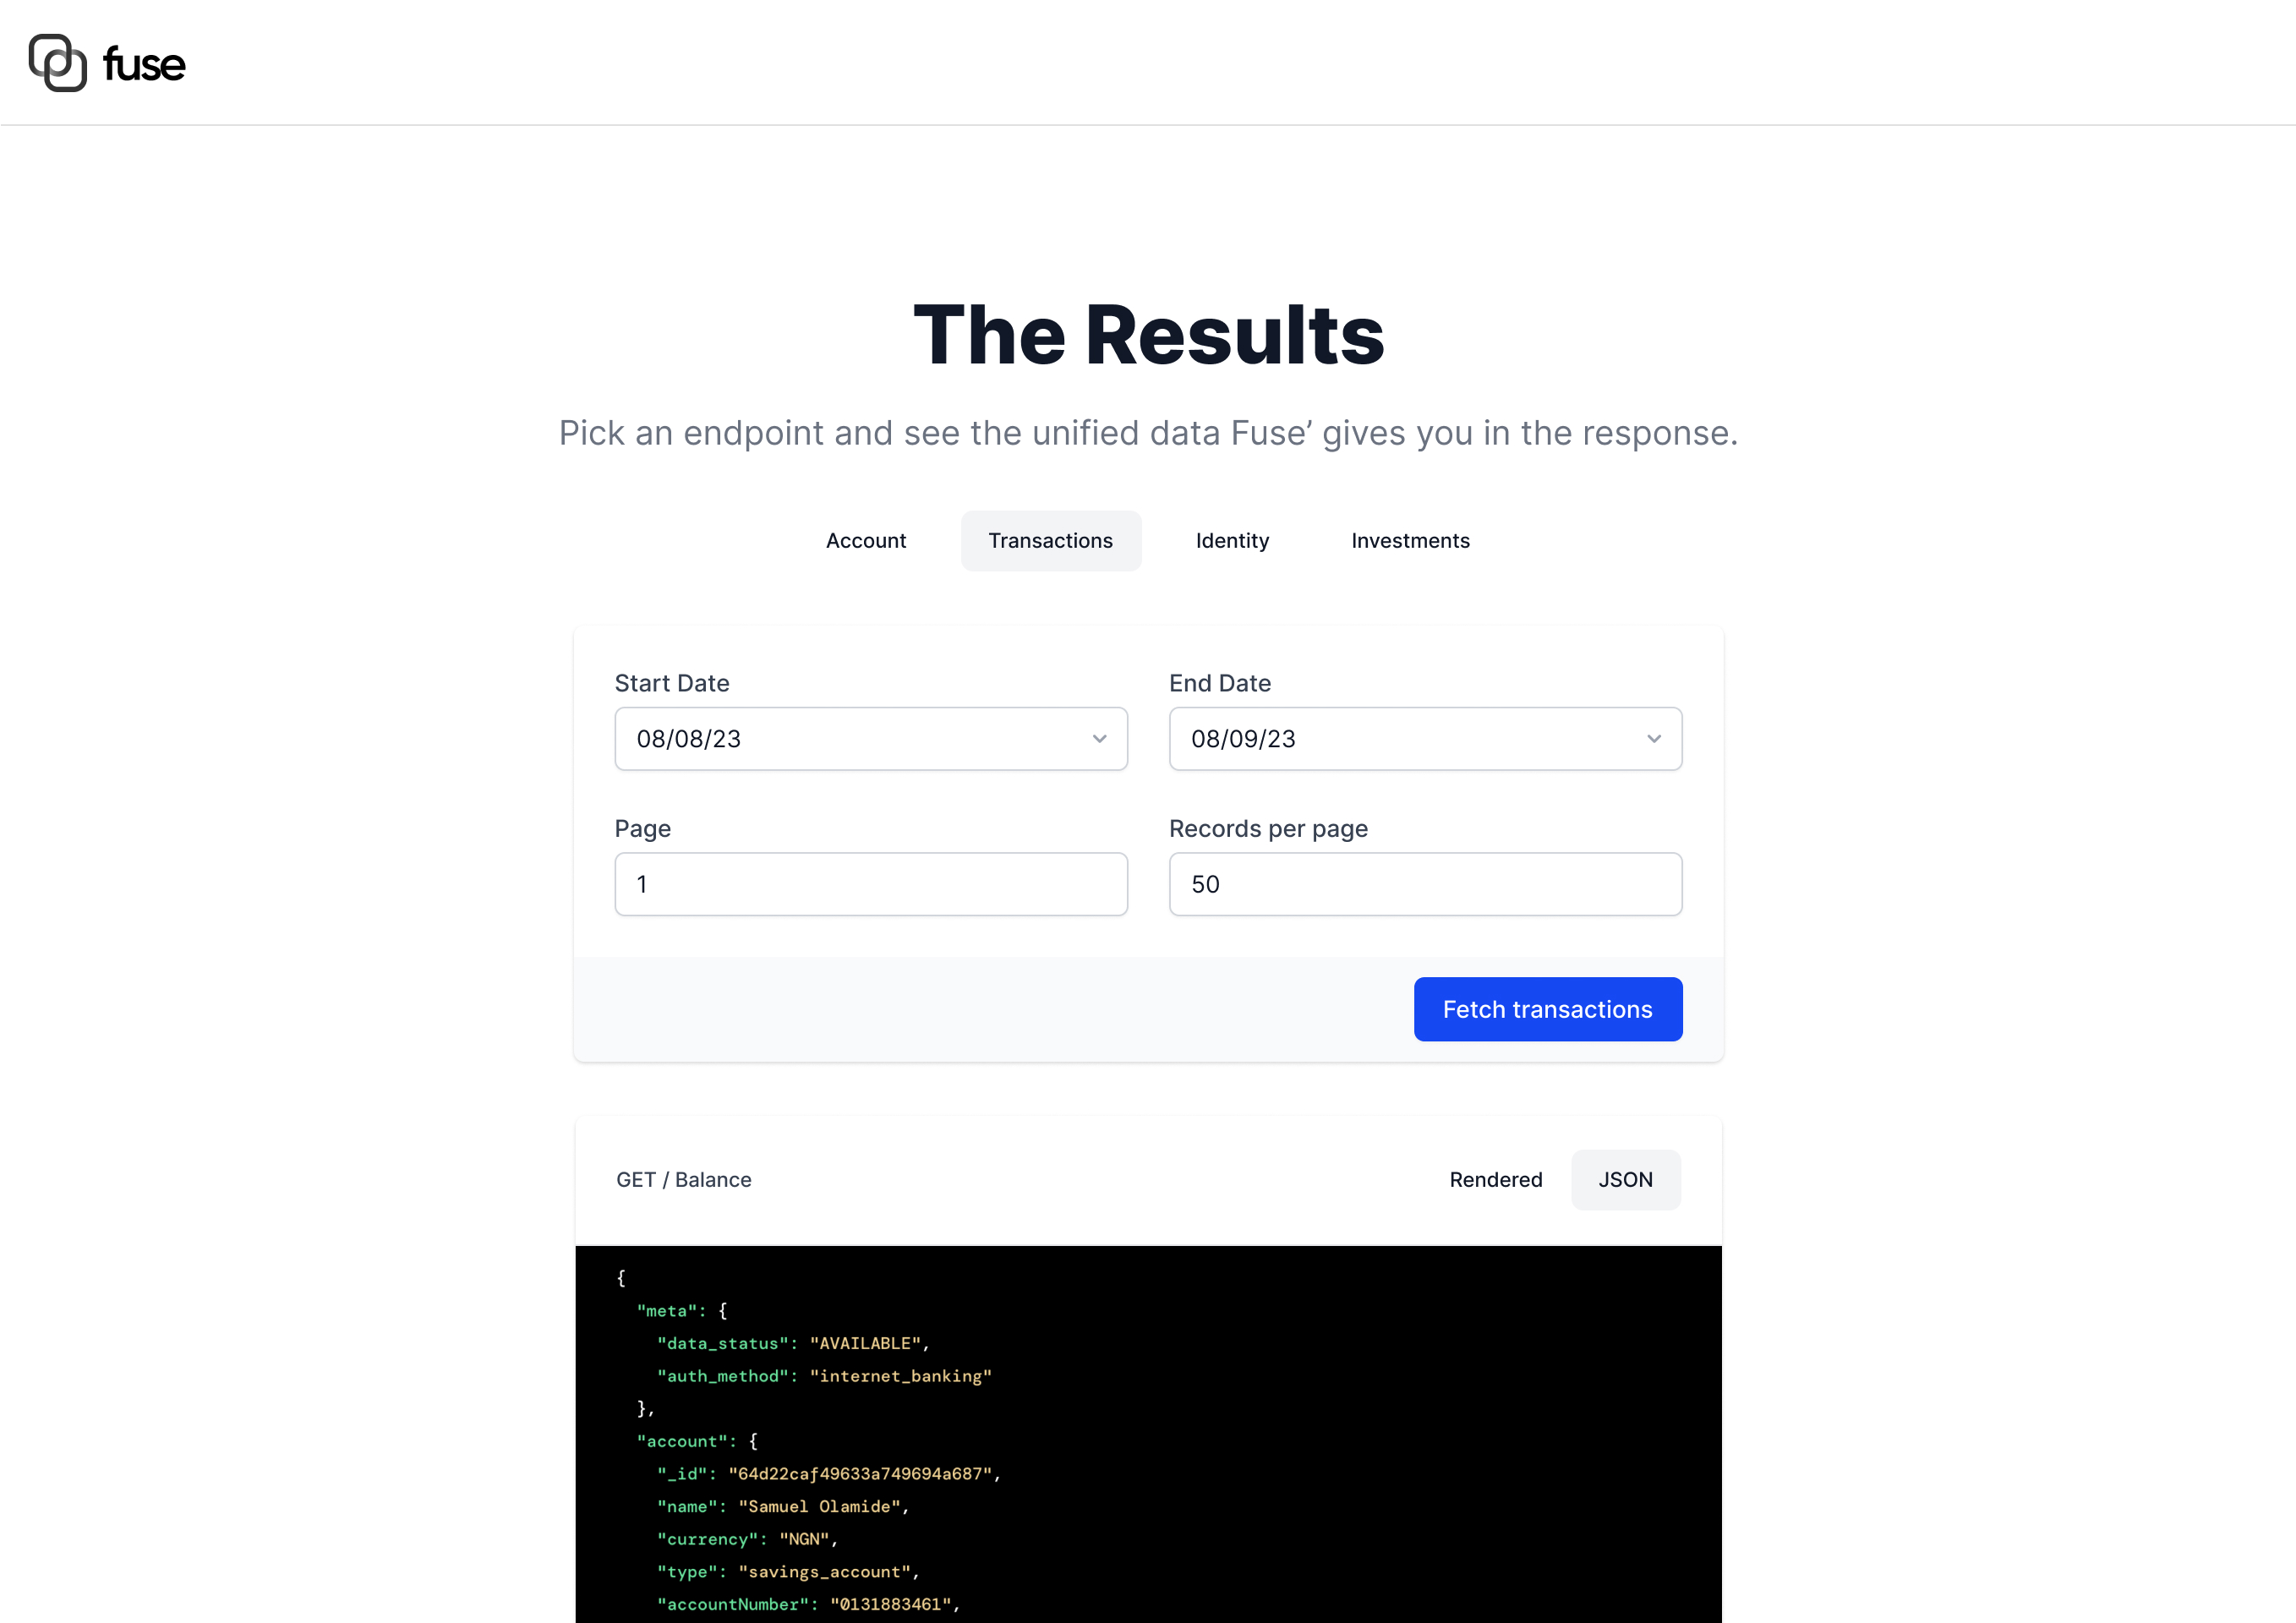 fuse
The Results
Pick an endpoint and see the unified data Fuse’ gives you in the response.
Account Transactions Identity Investments
Start Date End Date
08/08/23 08/09/23
Page Records per page
1 50
Fetch transactions
GET / Balance Rendered JSON
{
"meta": {
"data_status": "AVAILABLE",
"auth_method": "internet_banking"
},
"account": {
"_id": "64d22caf49633a749694a687",
"name": "Samuel Olamide",
"currency": "NGN",
"type": "savings_account",
"accountNumber": "0131883461",